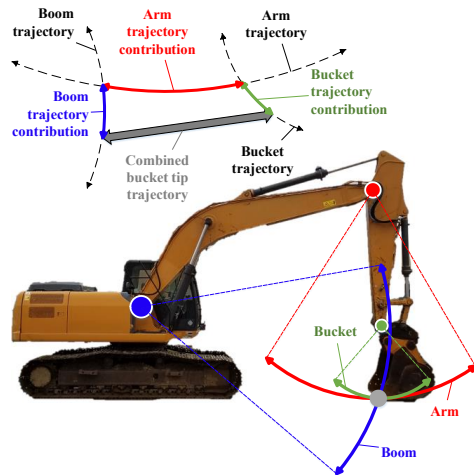 Boom
trajectory
Arm
trajectory
contribution
Arm
trajectory
Bucket
trajectory
contribution
Boom
trajectory
contribution
Combined
bucket tip
trajectory
Bucket
trajectory
Bucket
Arm
Boom